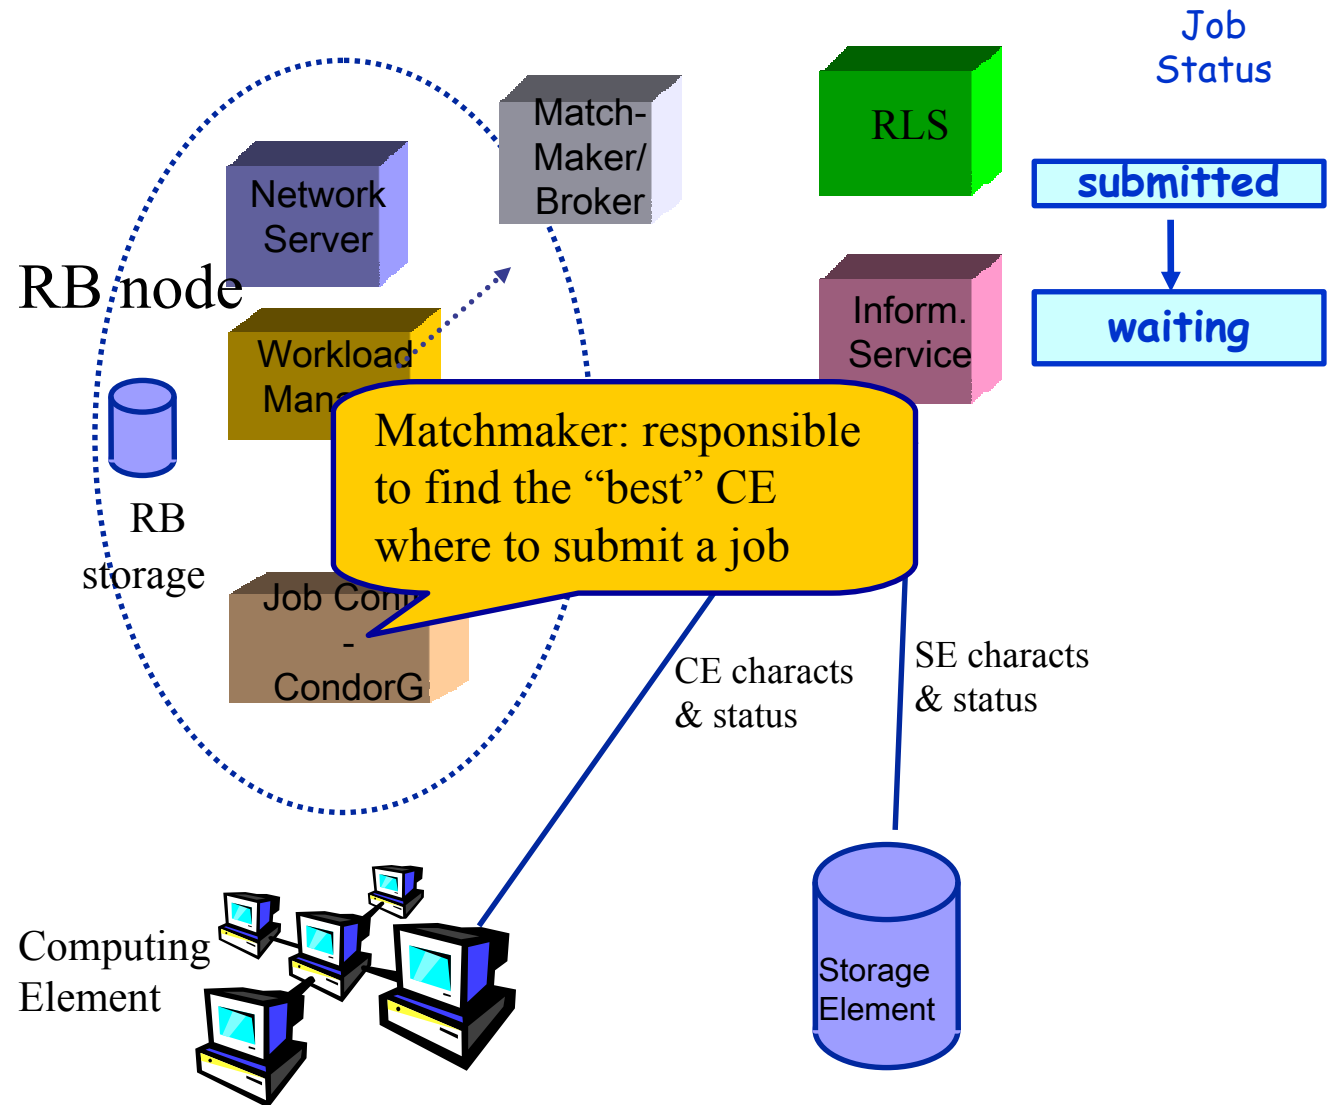 Job
Status
Match-
Maker/
Broker
RLS
Network
Server
submitted
RB node
Inform.
Service
waiting
Workload
Matchmaker: responsible
to find the “best” CE
where to submit a job
RB
storage
Job
-
CondorG
CE characts
& status
SE characts
& status
Computing
Element
Storage
Element